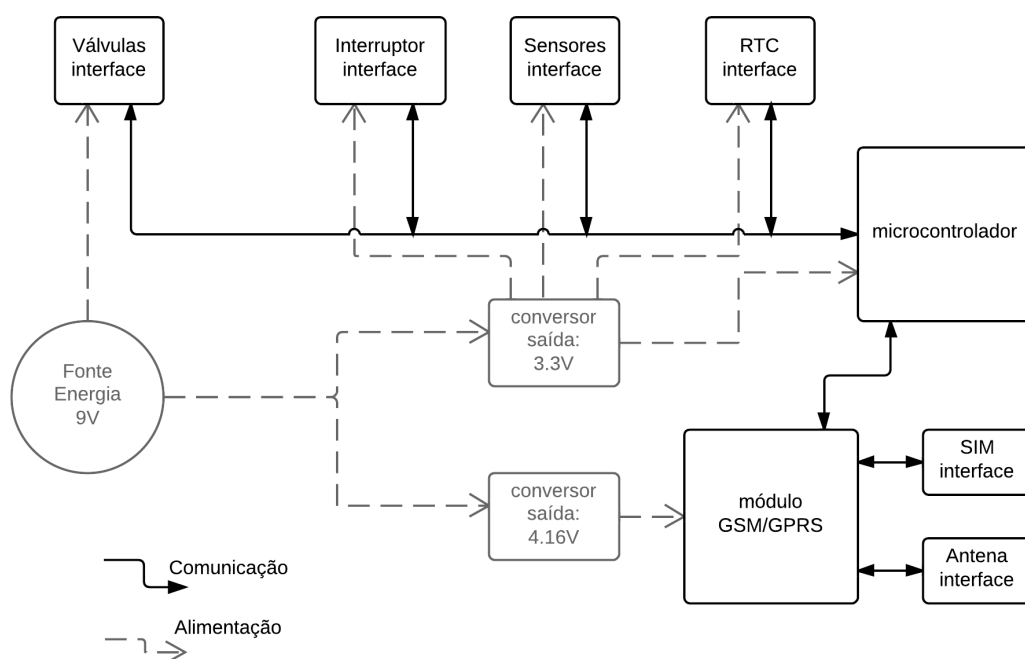 Válvulas
interface
Interruptor
interface
Sensores
interface
RTC
interface
microcontrolador
conversor
saída:
3.3V
Fonte
Energia
9V
conversor
saída:
4.16V
módulo
GSM/GPRS
SIM
interface
Antena
interface
Comunicação
Alimentação